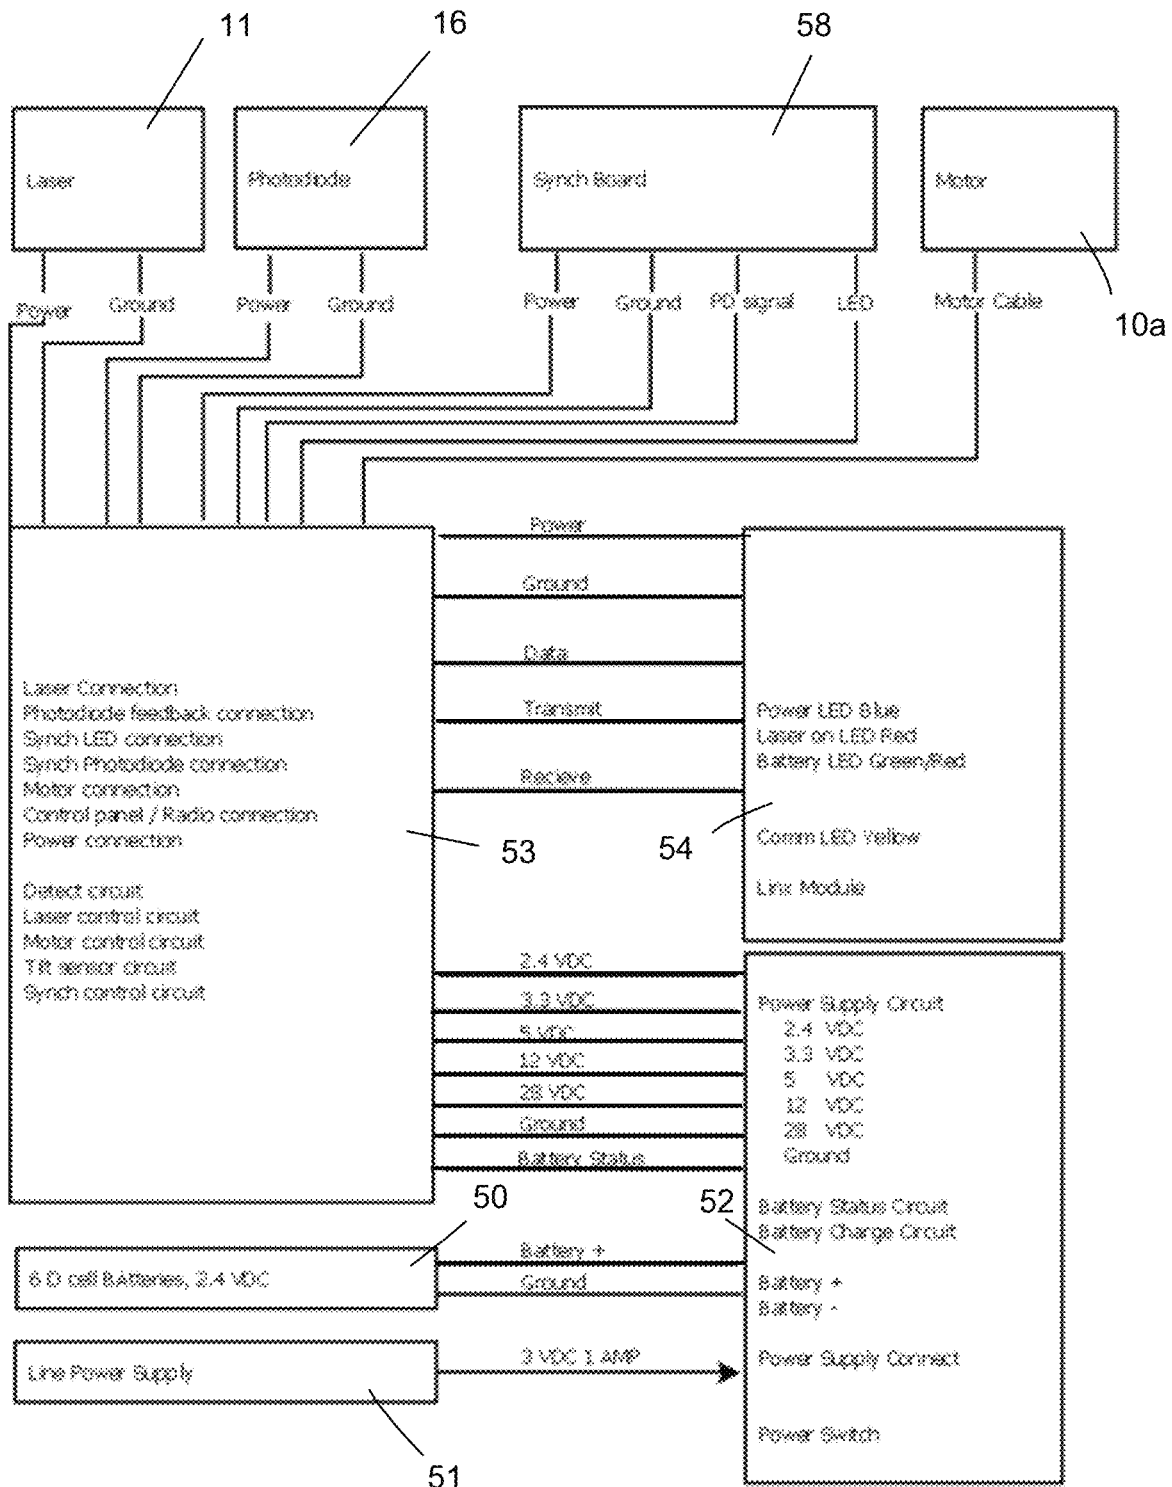 11
16
58
Laser
Photodiode
Synch Board
Motor
10a
Power
Ground
Power
Ground
Power
Ground
PD signal
LED
Motor Cable
Power
Ground
Data
Transmit
Recieve
Laser Connection
Photodiode feedback connection
Synch LED connection
Synch Photodiode connection
Motor connection
Control panel / Radio connection
Power connection
Detect circuit
Laser control circuit
Motor control circuit
Tilt sensor circuit
Synch control circuit
53
54
Power LED Blue
Laser on LED Red
Battery LED Green/Red
Comm LED Yellow
Linx Module
2.4 VDC
3.3 VDC
5 VDC
12 VDC
28 VDC
Ground
Battery Status
Power Supply Circuit
2.4 VDC
3.3 VDC
5 VDC
12 VDC
28 VDC
Ground
Battery Status Circuit
Battery Charge Circuit
Battery +
Battery -
Power Supply Connect
Power Switch
50
52
6 D cell BAtteries, 2.4 VDC
Battery +
Ground
Line Power Supply
3 VDC 1 AMP
51